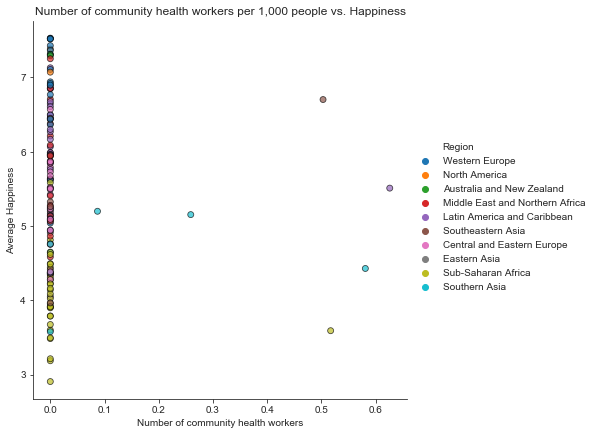 Number of community health workers per 1,000 people vs. Happiness
7
6
5
4
3
Average Happiness
0.0 0.1 0.2 0.3 0.4 0.5 0.6
Number of community health workers
Region
Western Europe
North America
Australia and New Zealand
Middle East and Northern Africa
Latin America and Caribbean
Southeastern Asia
Central and Eastern Europe
Eastern Asia
Sub-Saharan Africa
Southern Asia